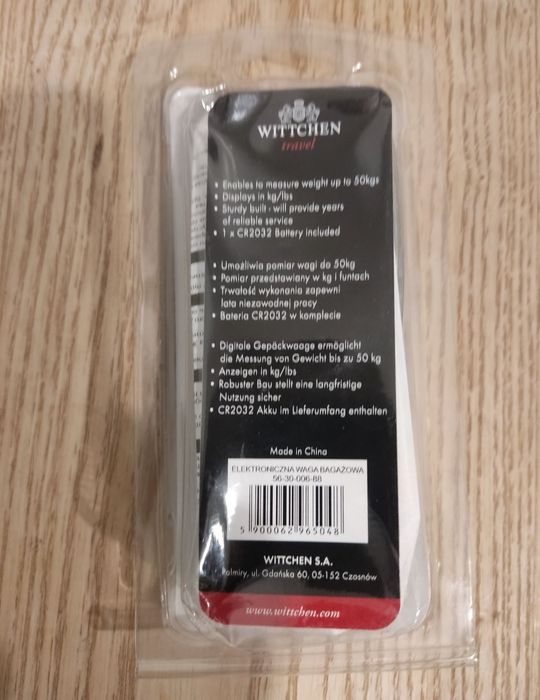 WITTCHEN
travel
• Enables to measure weight up to 50kgs
• Displays in kg/lbs
• Sturdy built - will provide years
of reliable service
• 1 x CR2032 Battery included
• Umożliwia pomiar wagi do 50kg
• Pomiar przedstawiany w kg i funtach
• Trwałość wykonania zapewni
lata niezawodnej pracy
• Bateria CR2032 w komplecie
• Digitale Gepäckwaage ermöglicht
die Messung von Gewicht bis zu 50 kg
• Anzeigen in kg/lbs
• Robuster Bau stellt eine langfristige
Nutzung sicher
• CR2032 Akku im Lieferumfang enthalten
Made in China
ELEKTRONICZNA WAGA BAGAŻOWA
56-30-006-88
5 900062 965048
WITTCHEN S.A.
Palmiry, ul. Gdańska 60, 05-152 Czosnów
www.wittchen.com